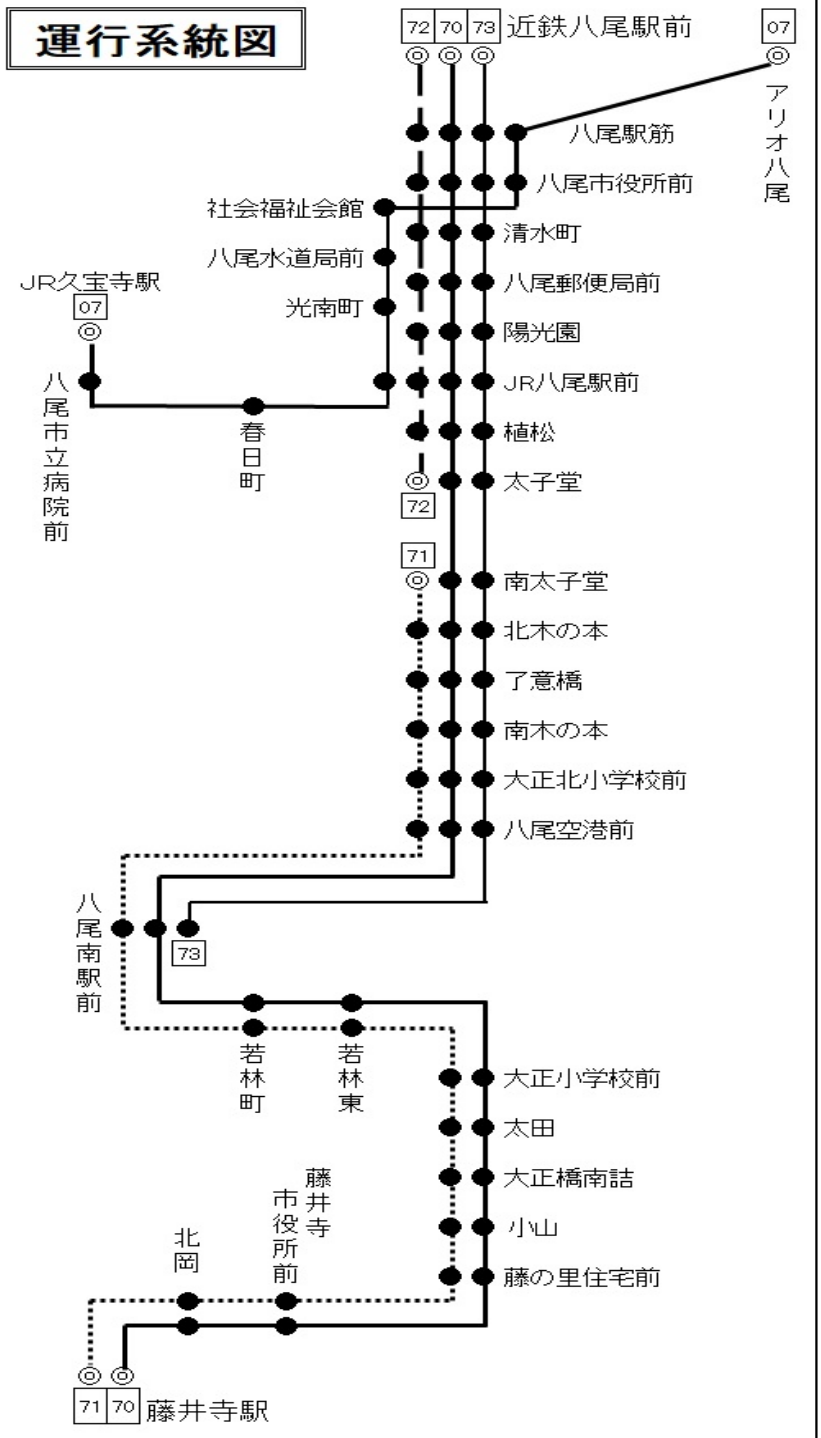 運行系統図
72 70 73 近鉄八尾駅前
07
アリオ八尾
八尾駅筋
八尾市役所前
社会福祉会館
清水町
八尾水道局前
JR久宝寺駅
07
八尾郵便局前
光南町
陽光園
八尾市立病院前
JR八尾駅前
春日町
植松
太子堂
72
71
南太子堂
北木の本
了意橋
南木の本
大正北小学校前
八尾空港前
八尾南駅前
73
若林町
若林東
大正小学校前
太田
大正橋南詰
藤井寺
市役所前
小山
北岡
藤の里住宅前
71 70 藤井寺駅